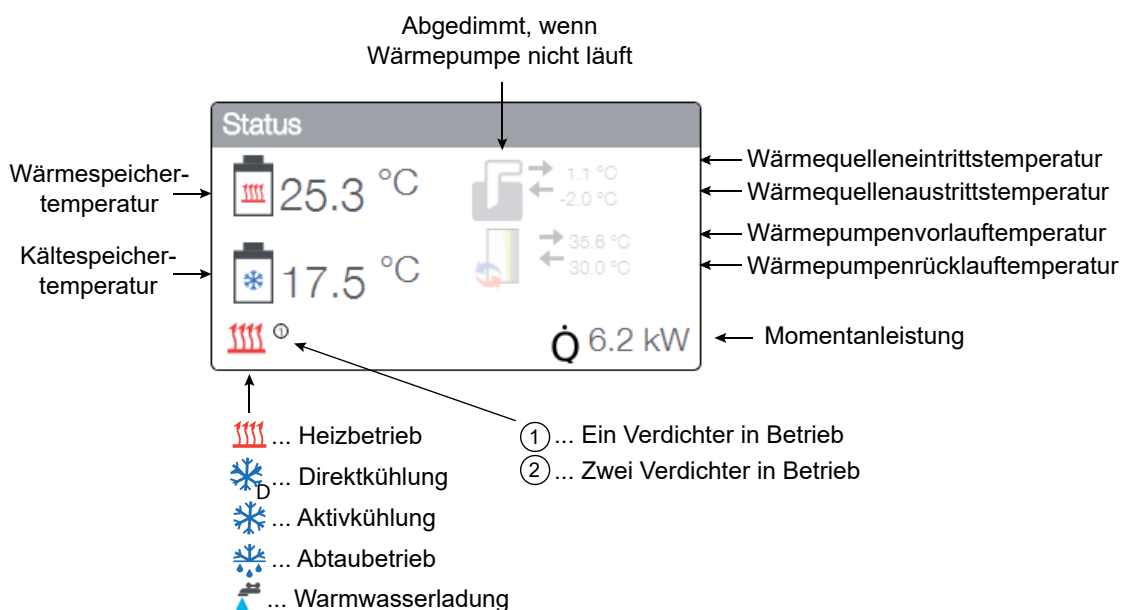 Abgedimmt, wenn
Wärmepumpe nicht läuft
Status
Wärmespeicher-
temperatur
25.3 °C
1.1 °C
-2.0 °C
Wärmequelleneintrittstemperatur
Wärmequellenaustrittstemperatur
Kältespeicher-
temperatur
17.5 °C
35.6 °C
30.0 °C
Wärmepumpenvorlauftemperatur
Wärmepumpenrücklauftemperatur
①
Q̇ 6.2 kW
Momentanleistung
... Heizbetrieb
D ... Direktkühlung
... Aktivkühlung
... Abtaubetrieb
... Warmwasserladung
① ... Ein Verdichter in Betrieb
② ... Zwei Verdichter in Betrieb